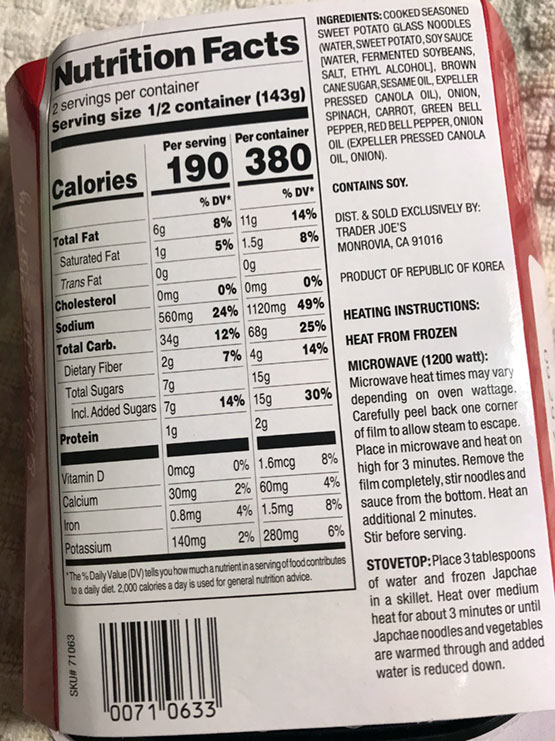 Nutrition Facts
2 servings per container
Serving size 1/2 container (143g)
Per serving Per container
Calories 190 380
% DV* % DV*
Total Fat 6g 8% 11g 14%
Saturated Fat 1g 5% 1.5g 8%
Trans Fat 0g 0g
Cholesterol 0mg 0% 0mg 0%
Sodium 560mg 24% 1120mg 49%
Total Carb. 34g 12% 68g 25%
Dietary Fiber 2g 7% 4g 14%
Total Sugars 7g 15g
Incl. Added Sugars 7g 14% 15g 30%
Protein 1g 2g
Vitamin D 0mcg 0% 1.6mcg 8%
Calcium 30mg 2% 60mg 4%
Iron 0.8mg 4% 1.5mg 8%
Potassium 140mg 2% 280mg 6%
*The % Daily Value (DV) tells you how much a nutrient in a serving of food contributes
to a daily diet. 2,000 calories a day is used for general nutrition advice.
SKU# 71063
0071 0633
INGREDIENTS: COOKED SEASONED
SWEET POTATO GLASS NOODLES
(WATER, SWEET POTATO, SOY SAUCE
[WATER, FERMENTED SOYBEANS,
SALT, ETHYL ALCOHOL], BROWN
CANE SUGAR, SESAME OIL, EXPELLER
PRESSED CANOLA OIL), ONION,
SPINACH, CARROT, GREEN BELL
PEPPER, RED BELL PEPPER, ONION
OIL (EXPELLER PRESSED CANOLA
OIL, ONION).
CONTAINS SOY.
DIST. & SOLD EXCLUSIVELY BY:
TRADER JOE'S
MONROVIA, CA 91016
PRODUCT OF REPUBLIC OF KOREA
HEATING INSTRUCTIONS:
HEAT FROM FROZEN
MICROWAVE (1200 watt):
Microwave heat times may vary
depending on oven wattage.
Carefully peel back one corner
of film to allow steam to escape.
Place in microwave and heat on
high for 3 minutes. Remove the
film completely, stir noodles and
sauce from the bottom. Heat an
additional 2 minutes.
Stir before serving.
STOVETOP: Place 3 tablespoons
of water and frozen Japchae
in a skillet. Heat over medium
heat for about 3 minutes or until
Japchae noodles and vegetables
are warmed through and added
water is reduced down.